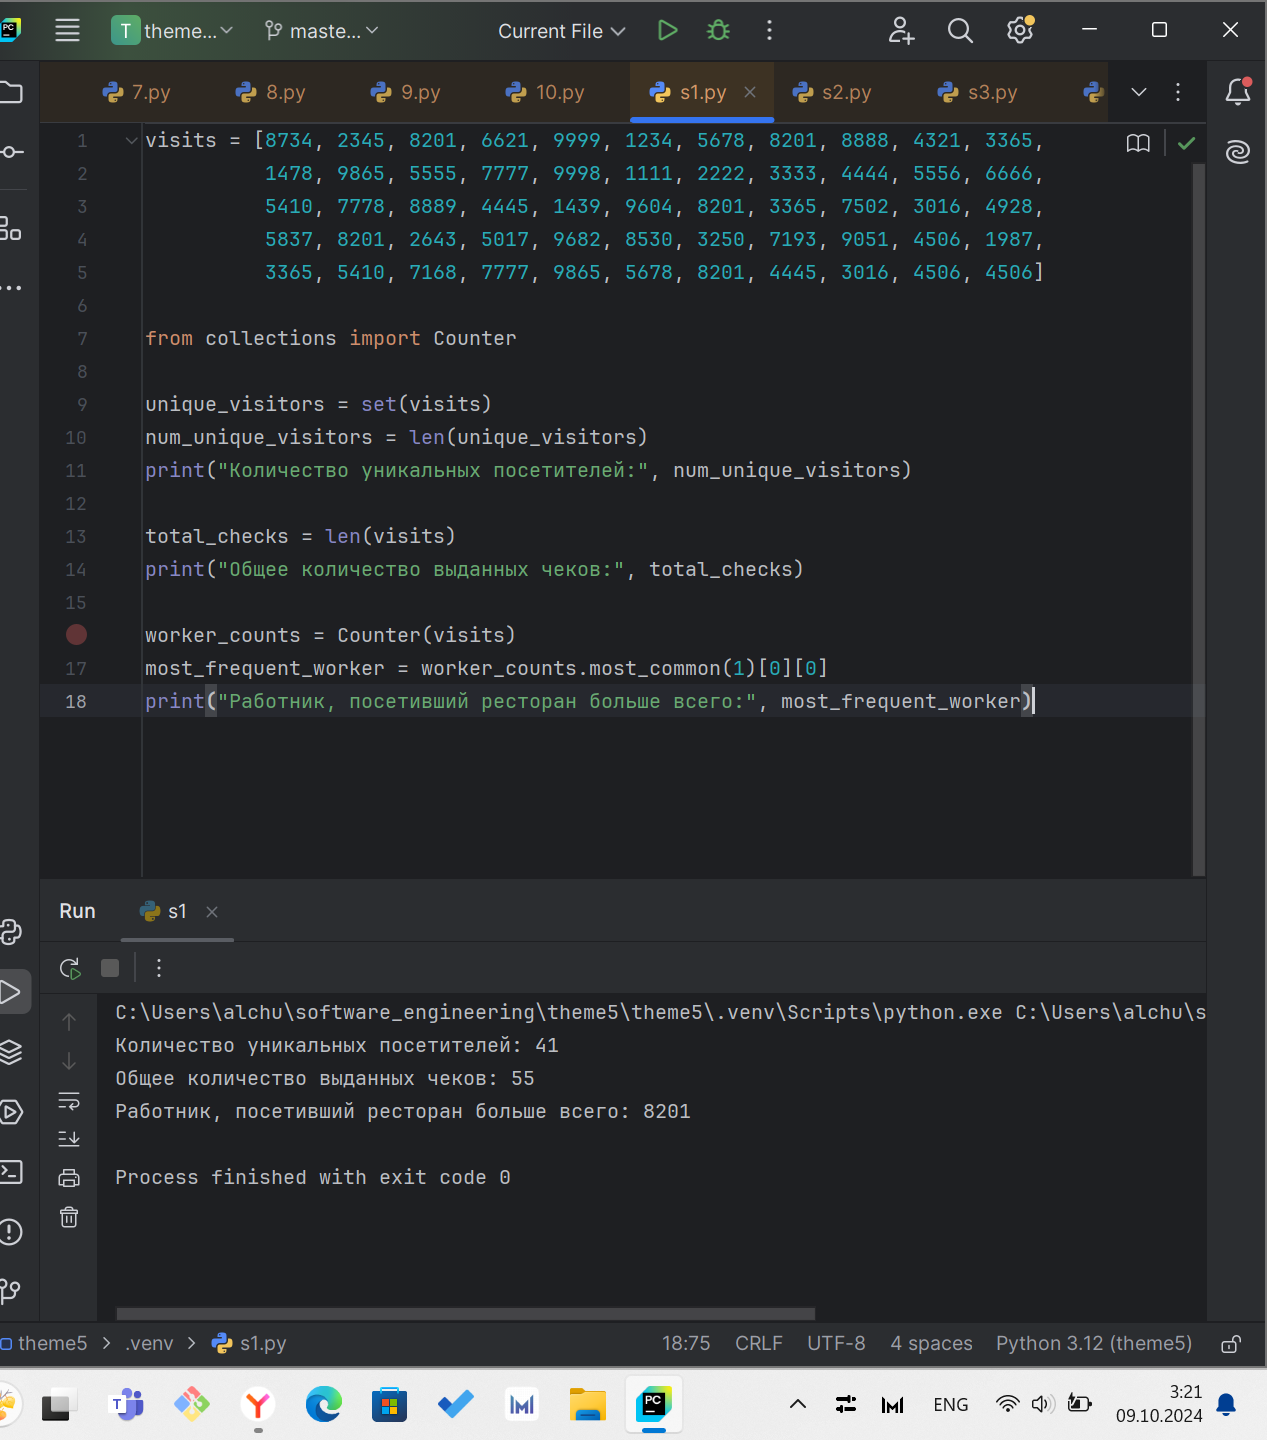 PC
T theme... maste... Current File
7.py 8.py 9.py 10.py s1.py s2.py s3.py
1 visits = [8734, 2345, 8201, 6621, 9999, 1234, 5678, 8201, 8888, 4321, 3365,
2 1478, 9865, 5555, 7777, 9998, 1111, 2222, 3333, 4444, 5556, 6666,
3 5410, 7778, 8889, 4445, 1439, 9604, 8201, 3365, 7502, 3016, 4928,
4 5837, 8201, 2643, 5017, 9682, 8530, 3250, 7193, 9051, 4506, 1987,
5 3365, 5410, 7168, 7777, 9865, 5678, 8201, 4445, 3016, 4506, 4506]
6
7 from collections import Counter
8
9 unique_visitors = set(visits)
10 num_unique_visitors = len(unique_visitors)
11 print("Количество уникальных посетителей:", num_unique_visitors)
12
13 total_checks = len(visits)
14 print("Общее количество выданных чеков:", total_checks)
15
worker_counts = Counter(visits)
17 most_frequent_worker = worker_counts.most_common(1)[0][0]
18 print("Работник, посетивший ресторан больше всего:", most_frequent_worker)
Run s1
C:\Users\alchu\software_engineering\theme5\theme5\.venv\Scripts\python.exe C:\Users\alchu\s
Количество уникальных посетителей: 41
Общее количество выданных чеков: 55
Работник, посетивший ресторан больше всего: 8201
Process finished with exit code 0
theme5 > .venv > s1.py 18:75 CRLF UTF-8 4 spaces Python 3.12 (theme5)
ENG 3:21
09.10.2024